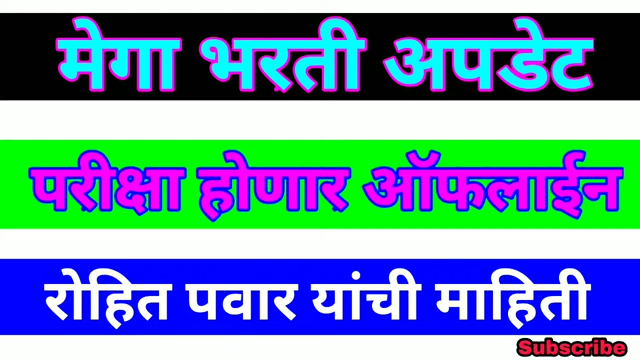 मेगा भरती अपडेट
परीक्षा होणार ऑफलाईन
रोहित पवार यांची माहिती
Subscribe